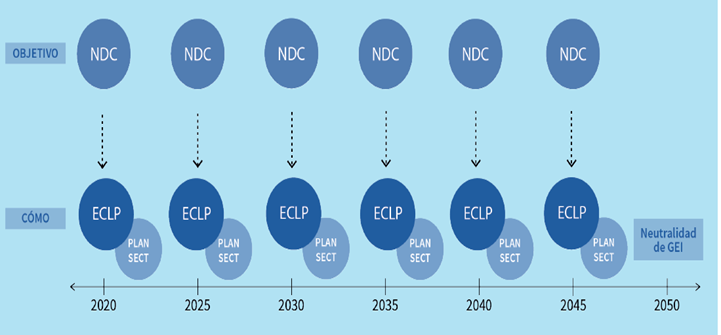 OBJETIVO
NDC NDC NDC NDC NDC NDC
CÓMO
ECLP ECLP ECLP ECLP ECLP ECLP
PLAN PLAN PLAN PLAN PLAN PLAN
SECT SECT SECT SECT SECT SECT
Neutralidad
de GEI
2020 2025 2030 2035 2040 2045 2050